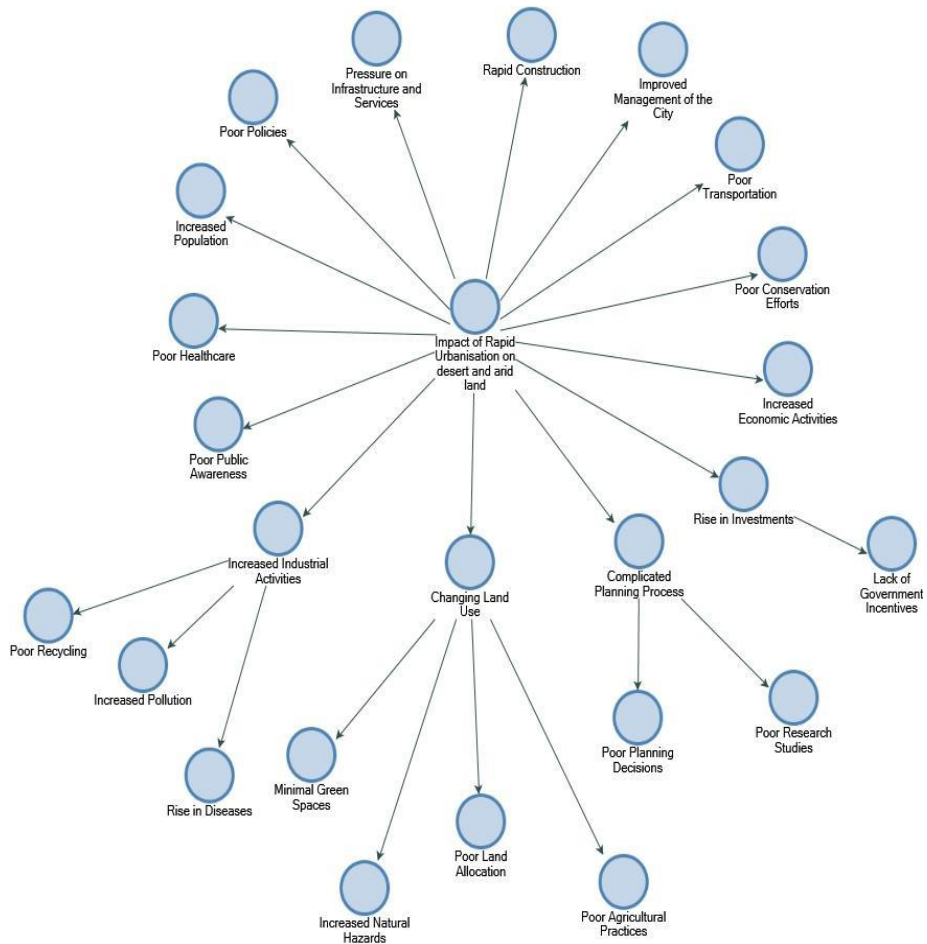 Rapid Construction
Pressure on
Infrastructure and
Services
Improved
Management of the
City
Poor Policies
Poor
Transportation
Increased
Population
Poor Conservation
Efforts
Poor Healthcare
Impact of Rapid
Urbanisation on
desert and arid
land
Increased
Economic Activities
Poor Public
Awareness
Rise in Investments
Increased Industrial
Activities
Changing Land
Use
Complicated
Planning Process
Lack of
Government
Incentives
Poor Recycling
Increased Pollution
Rise in Diseases
Minimal Green
Spaces
Poor Planning
Decisions
Poor Research
Studies
Poor Land
Allocation
Increased Natural
Hazards
Poor Agricultural
Practices